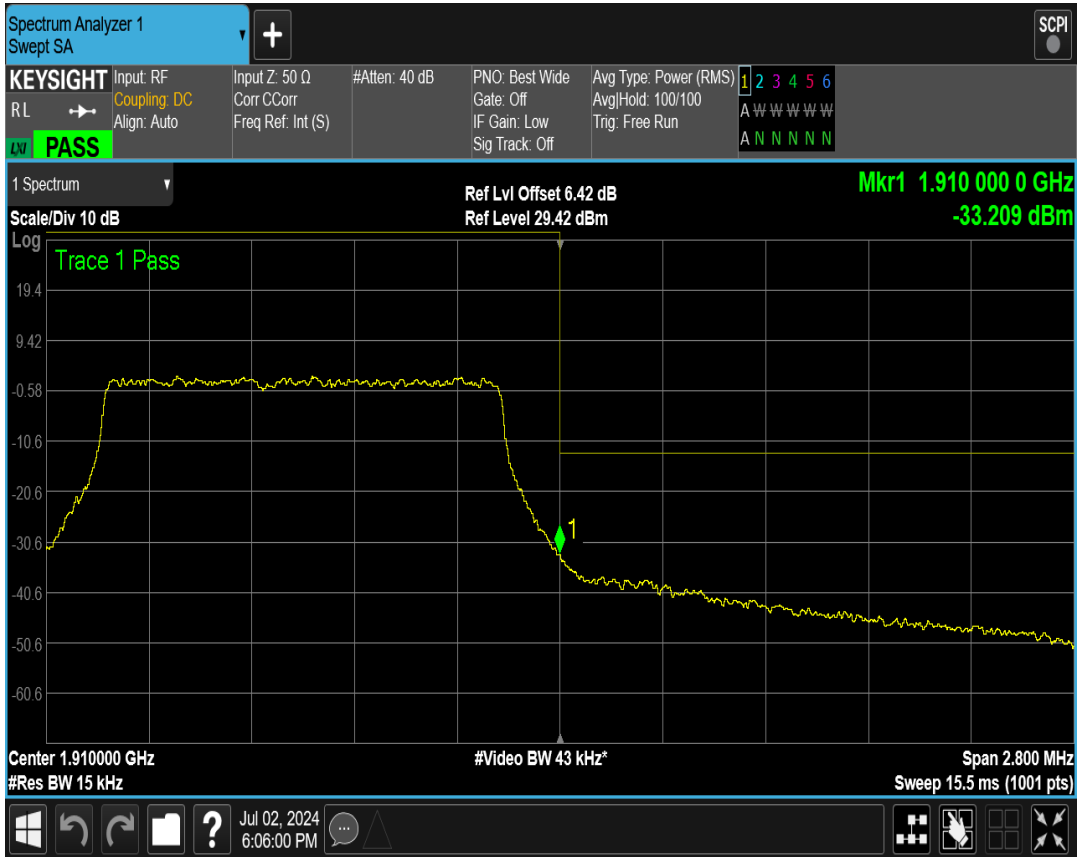 Spectrum Analyzer 1
Swept SA
+
SCPI
KEYSIGHT
R L
LXI PASS
Input: RF
Coupling: DC
Align: Auto
Input Z: 50 Ω
Corr CCorr
Freq Ref: Int (S)
#Atten: 40 dB
PNO: Best Wide
Gate: Off
IF Gain: Low
Sig Track: Off
Avg Type: Power (RMS)
Avg|Hold: 100/100
Trig: Free Run
1 2 3 4 5 6
A W W W W W
A N N N N N
1 Spectrum
Scale/Div 10 dB
Ref Lvl Offset 6.42 dB
Ref Level 29.42 dBm
Mkr1 1.910 000 0 GHz
-33.209 dBm
Log
Trace 1 Pass
19.4
9.42
-0.58
-10.6
-20.6
-30.6
1
-40.6
-50.6
-60.6
Center 1.910000 GHz
#Video BW 43 kHz*
Span 2.800 MHz
#Res BW 15 kHz
Sweep 15.5 ms (1001 pts)
?
Jul 02, 2024
6:06:00 PM